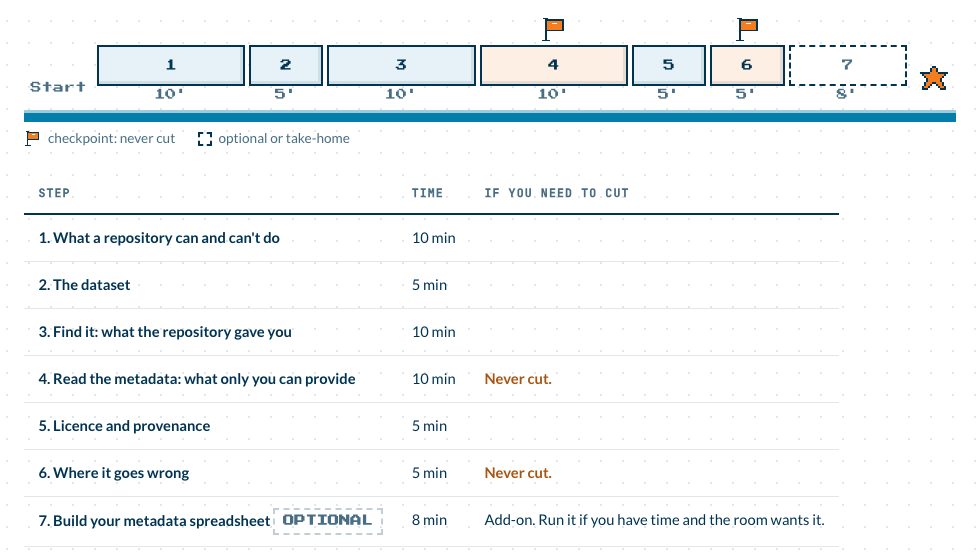 1 2 3 4 5 6 7
Start 10' 5' 10' 10' 5' 5' 8'
checkpoint: never cut optional or take-home
STEP TIME IF YOU NEED TO CUT
1. What a repository can and can't do 10 min
2. The dataset 5 min
3. Find it: what the repository gave you 10 min
4. Read the metadata: what only you can provide 10 min Never cut.
5. Licence and provenance 5 min
6. Where it goes wrong 5 min Never cut.
7. Build your metadata spreadsheet OPTIONAL 8 min Add-on. Run it if you have time and the room wants it.